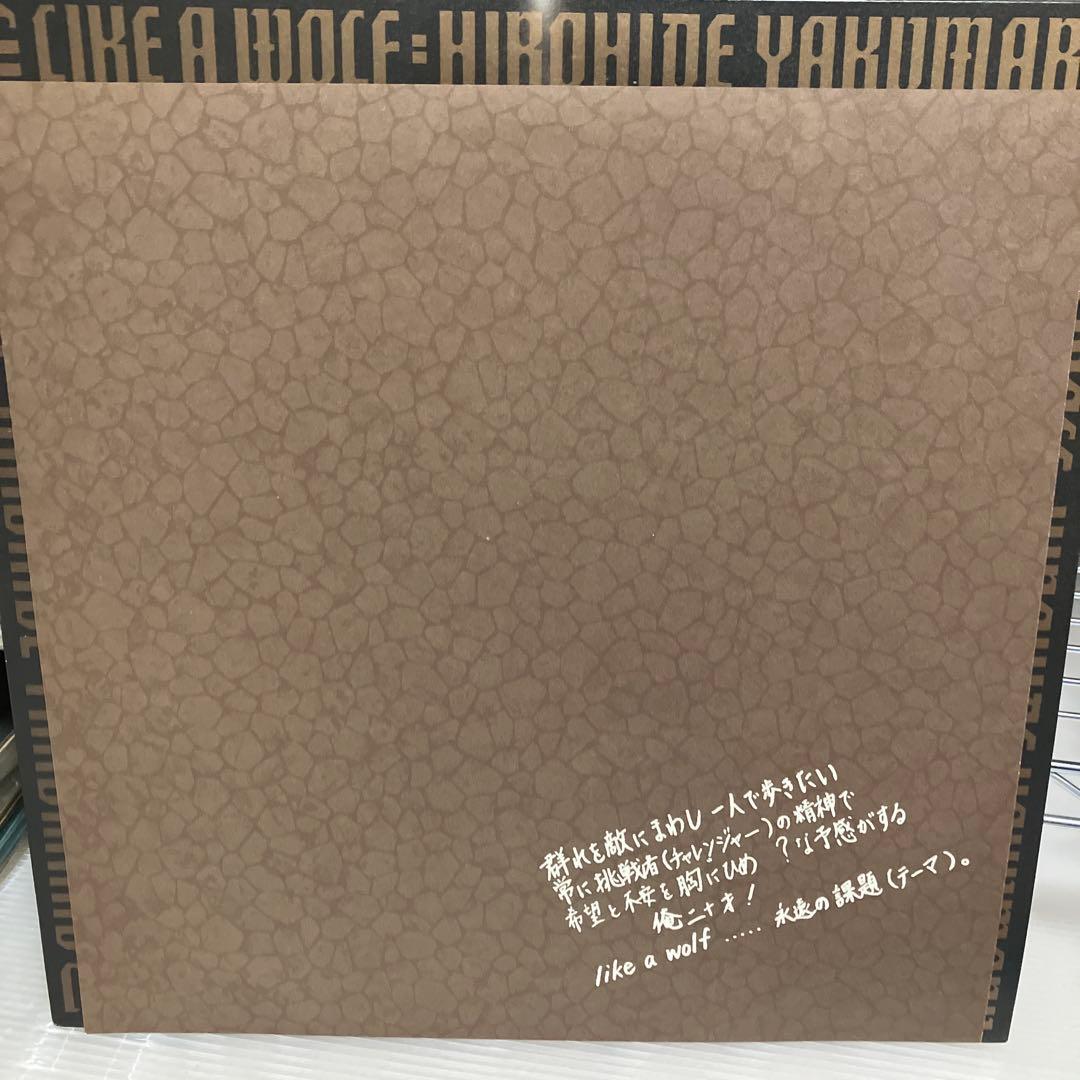 LIKE A WOLF=HIROHIDE YAKUMAR
群れを敵にまわし一人で歩きたい
常に挑戦者(チャレンジャー)の精神で
希望と不安を胸にひめ ?な予感がする
俺二十才!
like a wolf ..... 永遠の課題(テーマ)。